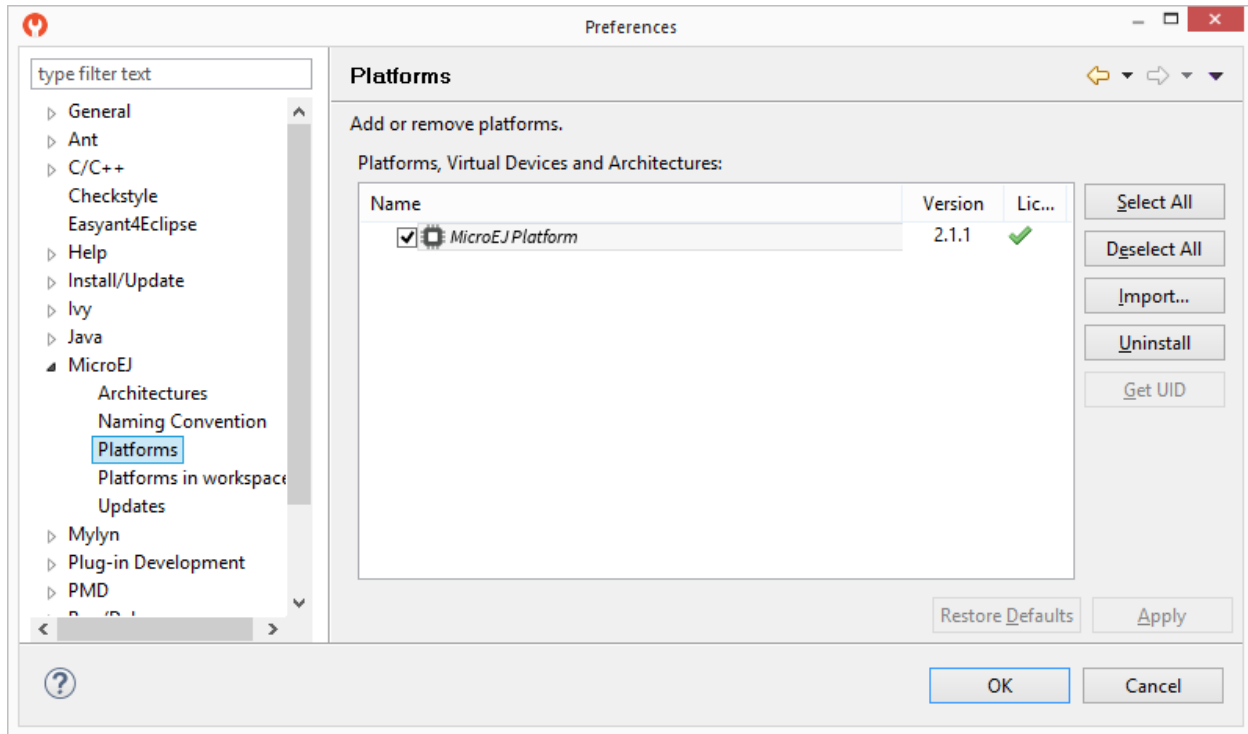 Preferences
type filter text
Platforms
General
Ant
C/C++
Checkstyle
Easyant4Eclipse
Help
Install/Update
Ivy
Java
MicroEJ
Architectures
Naming Convention
Platforms
Platforms in workspace
Updates
Mylyn
Plug-in Development
PMD
Add or remove platforms.
Platforms, Virtual Devices and Architectures:
Name Version Lic...
MicroEJ Platform 2.1.1
Select All
Deselect All
Import...
Uninstall
Get UID
Restore Defaults Apply
OK Cancel